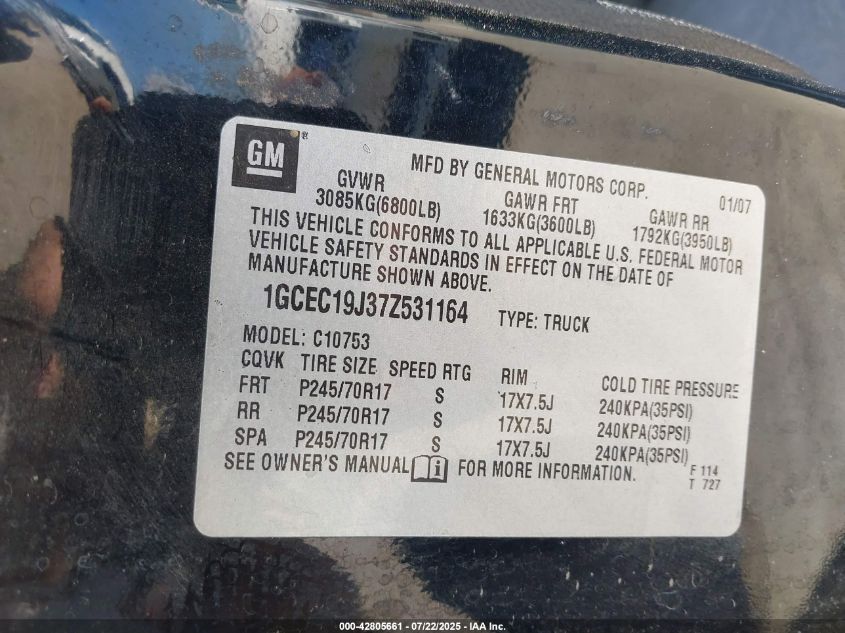 GM
MFD BY GENERAL MOTORS CORP. 01/07
GVWR GAWR FRT GAWR RR
3085KG(6800LB) 1633KG(3600LB) 1792KG(3950LB)
THIS VEHICLE CONFORMS TO ALL APPLICABLE U.S. FEDERAL MOTOR
VEHICLE SAFETY STANDARDS IN EFFECT ON THE DATE OF
MANUFACTURE SHOWN ABOVE.
1GCEC19J37Z531164 TYPE: TRUCK
MODEL: C10753
CQVK TIRE SIZE SPEED RTG RIM COLD TIRE PRESSURE
FRT P245/70R17 S 17X7.5J 240KPA(35PSI)
RR P245/70R17 S 17X7.5J 240KPA(35PSI)
SPA P245/70R17 S 17X7.5J 240KPA(35PSI)
SEE OWNER'S MANUAL FOR MORE INFORMATION.
F 114
T 727
000-42805661 - 07/22/2025 - IAA Inc.